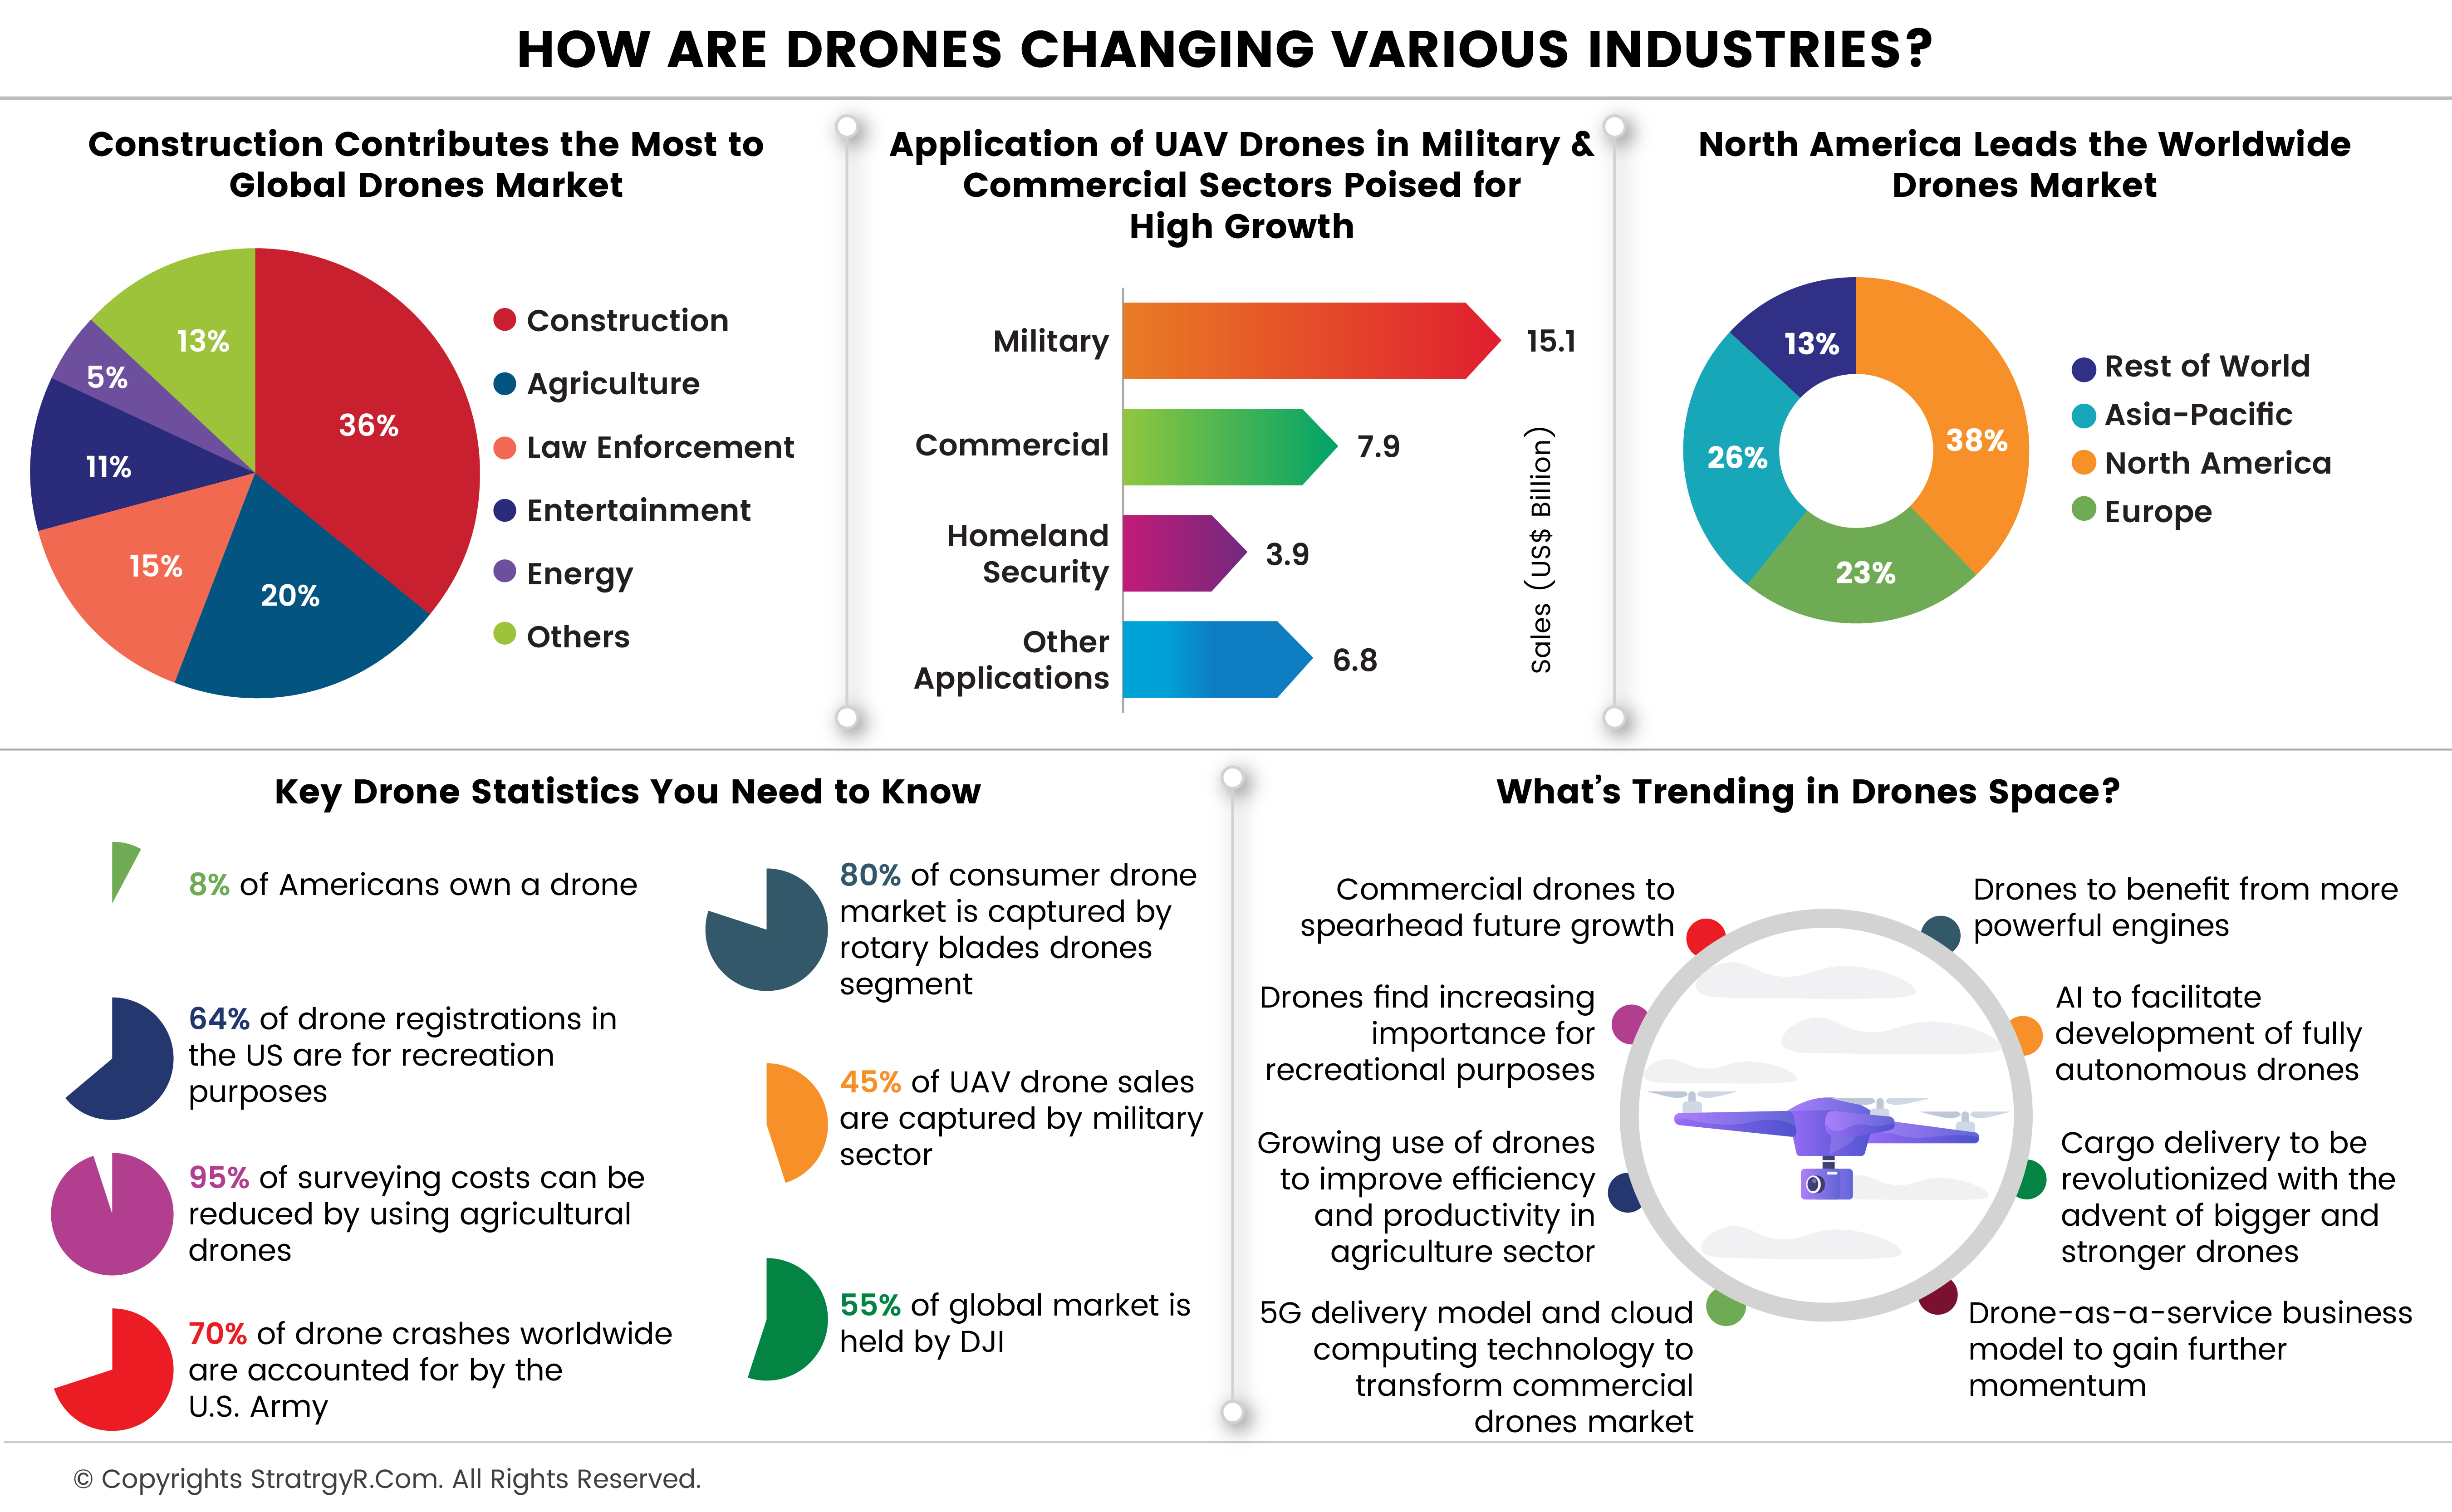 HOW ARE DRONES CHANGING VARIOUS INDUSTRIES?
Construction Contributes the Most to
Global Drones Market
13%
5%
36%
11%
15%
20%
Construction
Agriculture
Law Enforcement
Entertainment
Energy
Others
Application of UAV Drones in Military &
Commercial Sectors Poised for
High Growth
Military
15.1
Commercial
7.9
Homeland
Security
3.9
Other
Applications
6.8
Sales (US$ Billion)
North America Leads the Worldwide
Drones Market
13%
38%
26%
23%
Rest of World
Asia-Pacific
North America
Europe
Key Drone Statistics You Need to Know
8% of Americans own a drone
64% of drone registrations in
the US are for recreation
purposes
95% of surveying costs can be
reduced by using agricultural
drones
70% of drone crashes worldwide
are accounted for by the
U.S. Army
80% of consumer drone
market is captured by
rotary blades drones
segment
45% of UAV drone sales
are captured by military
sector
55% of global market is
held by DJI
What's Trending in Drones Space?
Commercial drones to
spearhead future growth
Drones find increasing
importance for
recreational purposes
Growing use of drones
to improve efficiency
and productivity in
agriculture sector
5G delivery model and cloud
computing technology to
transform commercial
drones market
Drones to benefit from more
powerful engines
AI to facilitate
development of fully
autonomous drones
Cargo delivery to be
revolutionized with the
advent of bigger and
stronger drones
Drone-as-a-service business
model to gain further
momentum
© Copyrights StratrgyR.Com. All Rights Reserved.